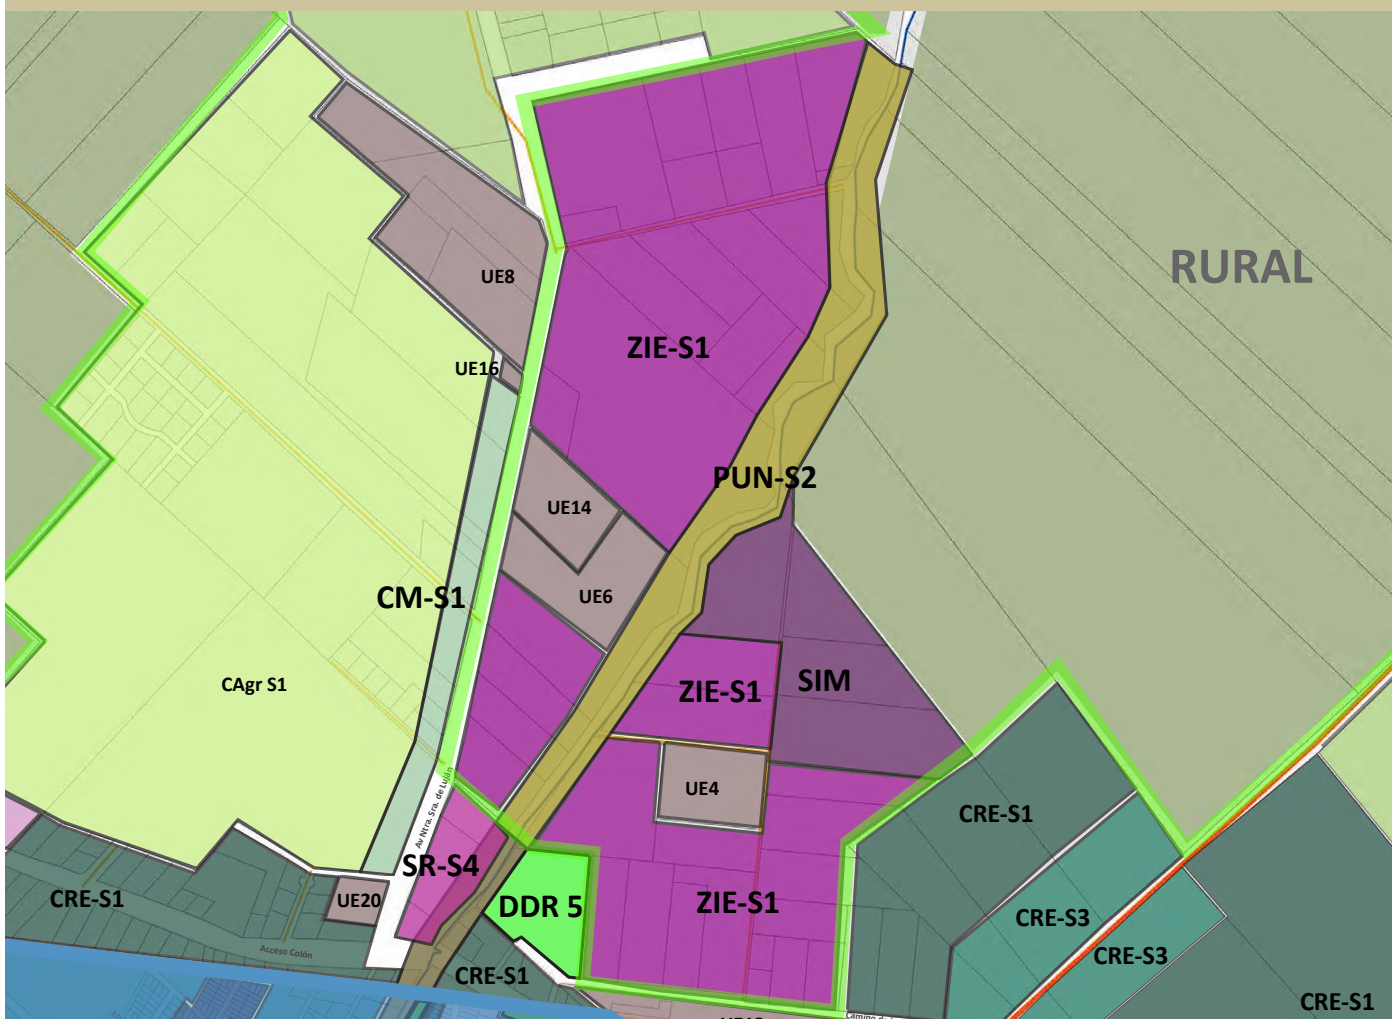 RURAL
UE8
ZIE-S1
UE16
PUN-S2
UE14
CM-S1
UE6
CAgr S1
ZIE-S1
SIM
UE4
Av Ntra. Sra. de Luján
CRE-S1
SR-S4
UE20
CRE-S1
DDR 5
ZIE-S1
CRE-S3
Acceso Colón
CRE-S3
CRE-S1
CRE-S1